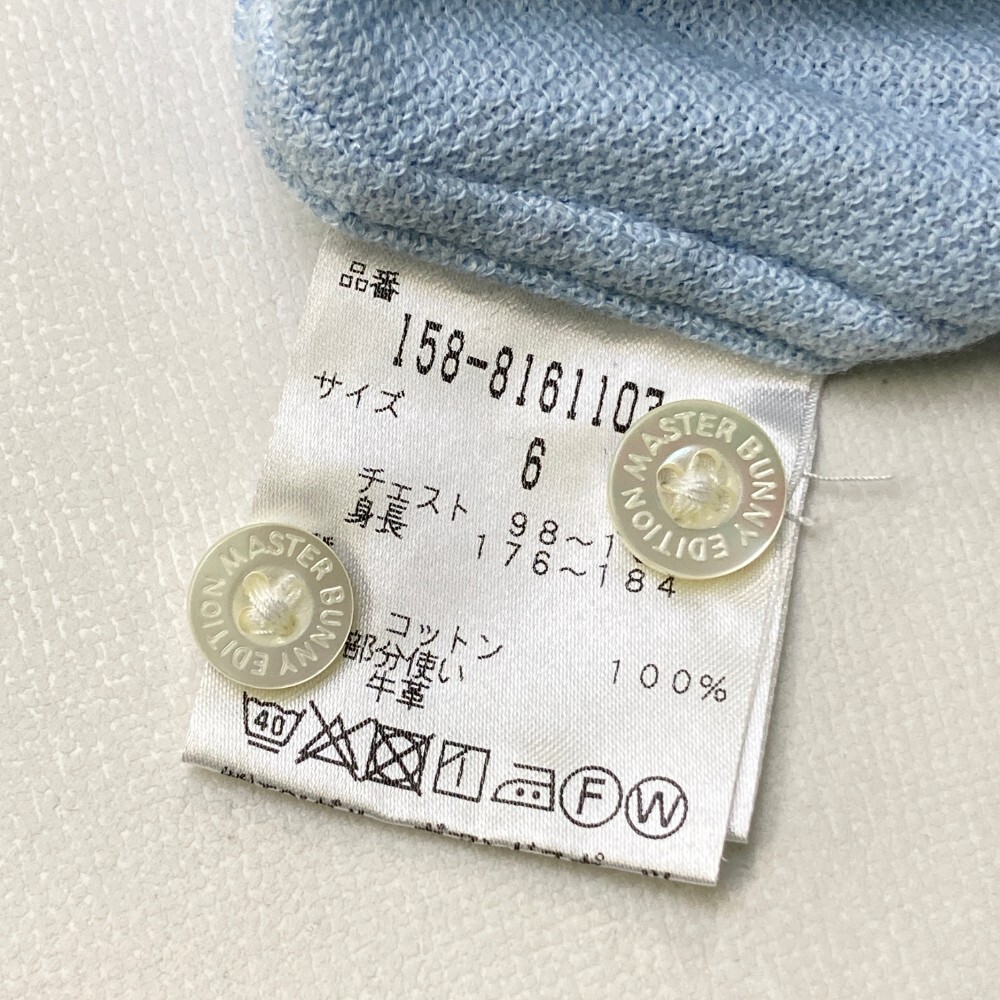 品番
158-8161107
サイズ
6
チェスト 98～1
身長 176～184
コットン 100%
部分使い
牛革
40
F
W
MASTER BUNNY EDITION
MASTER BUNNY EDITION